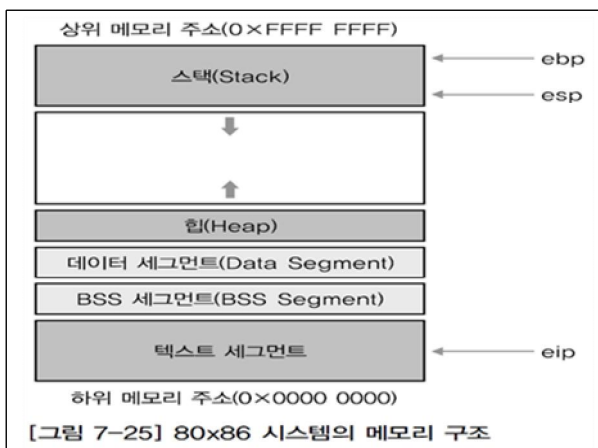 상위 메모리 주소(0×FFFF FFFF)
스택(Stack)
ebp
esp
힙(Heap)
데이터 세그먼트(Data Segment)
BSS 세그먼트(BSS Segment)
텍스트 세그먼트
eip
하위 메모리 주소(0×0000 0000)
[그림 7-25] 80x86 시스템의 메모리 구조